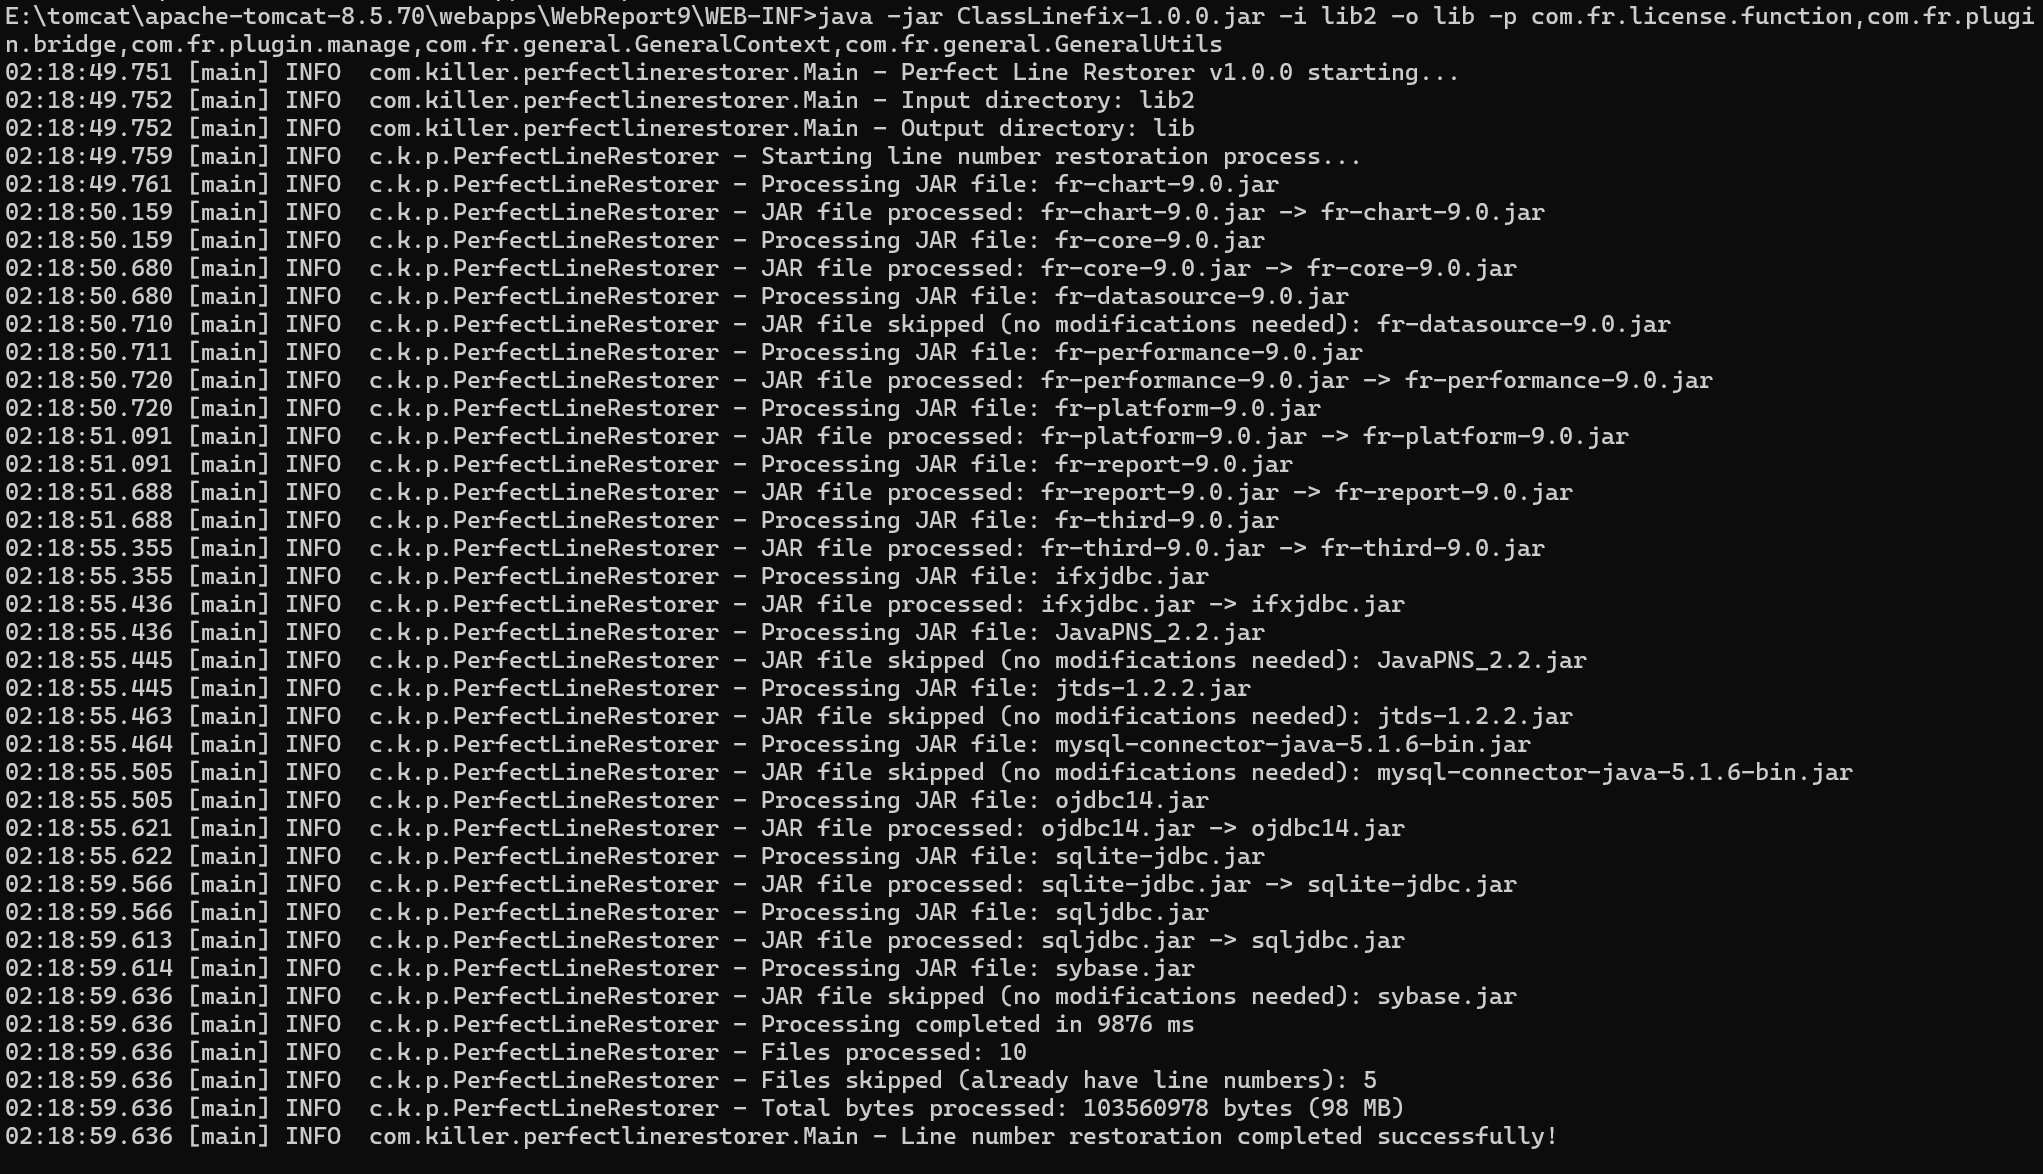 E:\tomcat\apache-tomcat-8.5.70\webapps\WebReport9\WEB-INF>java -jar ClassLinefix-1.0.0.jar -i lib2 -o lib -p com.fr.license.function,com.fr.plugi
n.bridge,com.fr.plugin.manage,com.fr.general.GeneralContext,com.fr.general.GeneralUtils
02:18:49.751 [main] INFO  com.killer.perfectlinerestorer.Main - Perfect Line Restorer v1.0.0 starting...
02:18:49.752 [main] INFO  com.killer.perfectlinerestorer.Main - Input directory: lib2
02:18:49.752 [main] INFO  com.killer.perfectlinerestorer.Main - Output directory: lib
02:18:49.759 [main] INFO  c.k.p.PerfectLineRestorer - Starting line number restoration process...
02:18:49.761 [main] INFO  c.k.p.PerfectLineRestorer - Processing JAR file: fr-chart-9.0.jar
02:18:50.159 [main] INFO  c.k.p.PerfectLineRestorer - JAR file processed: fr-chart-9.0.jar -> fr-chart-9.0.jar
02:18:50.159 [main] INFO  c.k.p.PerfectLineRestorer - Processing JAR file: fr-core-9.0.jar
02:18:50.680 [main] INFO  c.k.p.PerfectLineRestorer - JAR file processed: fr-core-9.0.jar -> fr-core-9.0.jar
02:18:50.680 [main] INFO  c.k.p.PerfectLineRestorer - Processing JAR file: fr-datasource-9.0.jar
02:18:50.710 [main] INFO  c.k.p.PerfectLineRestorer - JAR file skipped (no modifications needed): fr-datasource-9.0.jar
02:18:50.711 [main] INFO  c.k.p.PerfectLineRestorer - Processing JAR file: fr-performance-9.0.jar
02:18:50.720 [main] INFO  c.k.p.PerfectLineRestorer - JAR file processed: fr-performance-9.0.jar -> fr-performance-9.0.jar
02:18:50.720 [main] INFO  c.k.p.PerfectLineRestorer - Processing JAR file: fr-platform-9.0.jar
02:18:51.091 [main] INFO  c.k.p.PerfectLineRestorer - JAR file processed: fr-platform-9.0.jar -> fr-platform-9.0.jar
02:18:51.091 [main] INFO  c.k.p.PerfectLineRestorer - Processing JAR file: fr-report-9.0.jar
02:18:51.688 [main] INFO  c.k.p.PerfectLineRestorer - JAR file processed: fr-report-9.0.jar -> fr-report-9.0.jar
02:18:51.688 [main] INFO  c.k.p.PerfectLineRestorer - Processing JAR file: fr-third-9.0.jar
02:18:55.355 [main] INFO  c.k.p.PerfectLineRestorer - JAR file processed: fr-third-9.0.jar -> fr-third-9.0.jar
02:18:55.355 [main] INFO  c.k.p.PerfectLineRestorer - Processing JAR file: ifxjdbc.jar
02:18:55.436 [main] INFO  c.k.p.PerfectLineRestorer - JAR file processed: ifxjdbc.jar -> ifxjdbc.jar
02:18:55.436 [main] INFO  c.k.p.PerfectLineRestorer - Processing JAR file: JavaPNS_2.2.jar
02:18:55.445 [main] INFO  c.k.p.PerfectLineRestorer - JAR file skipped (no modifications needed): JavaPNS_2.2.jar
02:18:55.445 [main] INFO  c.k.p.PerfectLineRestorer - Processing JAR file: jtds-1.2.2.jar
02:18:55.463 [main] INFO  c.k.p.PerfectLineRestorer - JAR file skipped (no modifications needed): jtds-1.2.2.jar
02:18:55.464 [main] INFO  c.k.p.PerfectLineRestorer - Processing JAR file: mysql-connector-java-5.1.6-bin.jar
02:18:55.505 [main] INFO  c.k.p.PerfectLineRestorer - JAR file skipped (no modifications needed): mysql-connector-java-5.1.6-bin.jar
02:18:55.505 [main] INFO  c.k.p.PerfectLineRestorer - Processing JAR file: ojdbc14.jar
02:18:55.621 [main] INFO  c.k.p.PerfectLineRestorer - JAR file processed: ojdbc14.jar -> ojdbc14.jar
02:18:55.622 [main] INFO  c.k.p.PerfectLineRestorer - Processing JAR file: sqlite-jdbc.jar
02:18:59.566 [main] INFO  c.k.p.PerfectLineRestorer - JAR file processed: sqlite-jdbc.jar -> sqlite-jdbc.jar
02:18:59.566 [main] INFO  c.k.p.PerfectLineRestorer - Processing JAR file: sqljdbc.jar
02:18:59.613 [main] INFO  c.k.p.PerfectLineRestorer - JAR file processed: sqljdbc.jar -> sqljdbc.jar
02:18:59.614 [main] INFO  c.k.p.PerfectLineRestorer - Processing JAR file: sybase.jar
02:18:59.636 [main] INFO  c.k.p.PerfectLineRestorer - JAR file skipped (no modifications needed): sybase.jar
02:18:59.636 [main] INFO  c.k.p.PerfectLineRestorer - Processing completed in 9876 ms
02:18:59.636 [main] INFO  c.k.p.PerfectLineRestorer - Files processed: 10
02:18:59.636 [main] INFO  c.k.p.PerfectLineRestorer - Files skipped (already have line numbers): 5
02:18:59.636 [main] INFO  c.k.p.PerfectLineRestorer - Total bytes processed: 103560978 bytes (98 MB)
02:18:59.636 [main] INFO  com.killer.perfectlinerestorer.Main - Line number restoration completed successfully!